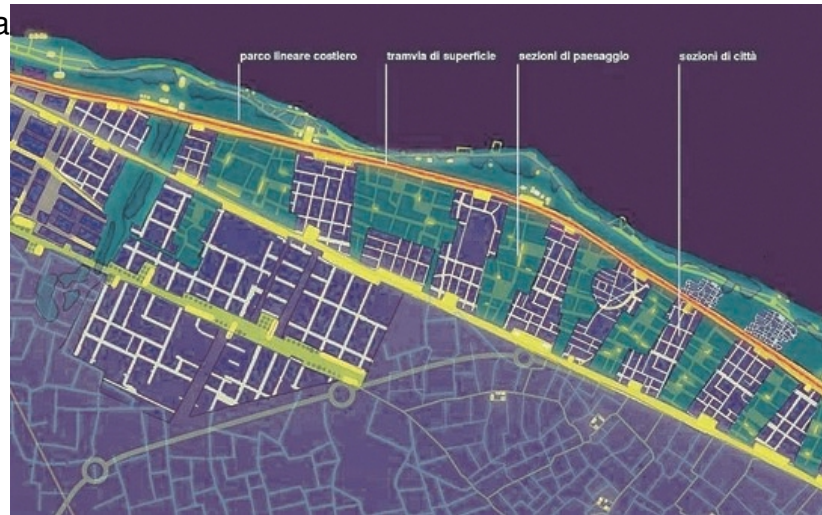 a
parco lineare costiero
tramvia di superficie
sezioni di paesaggio
sezioni di città